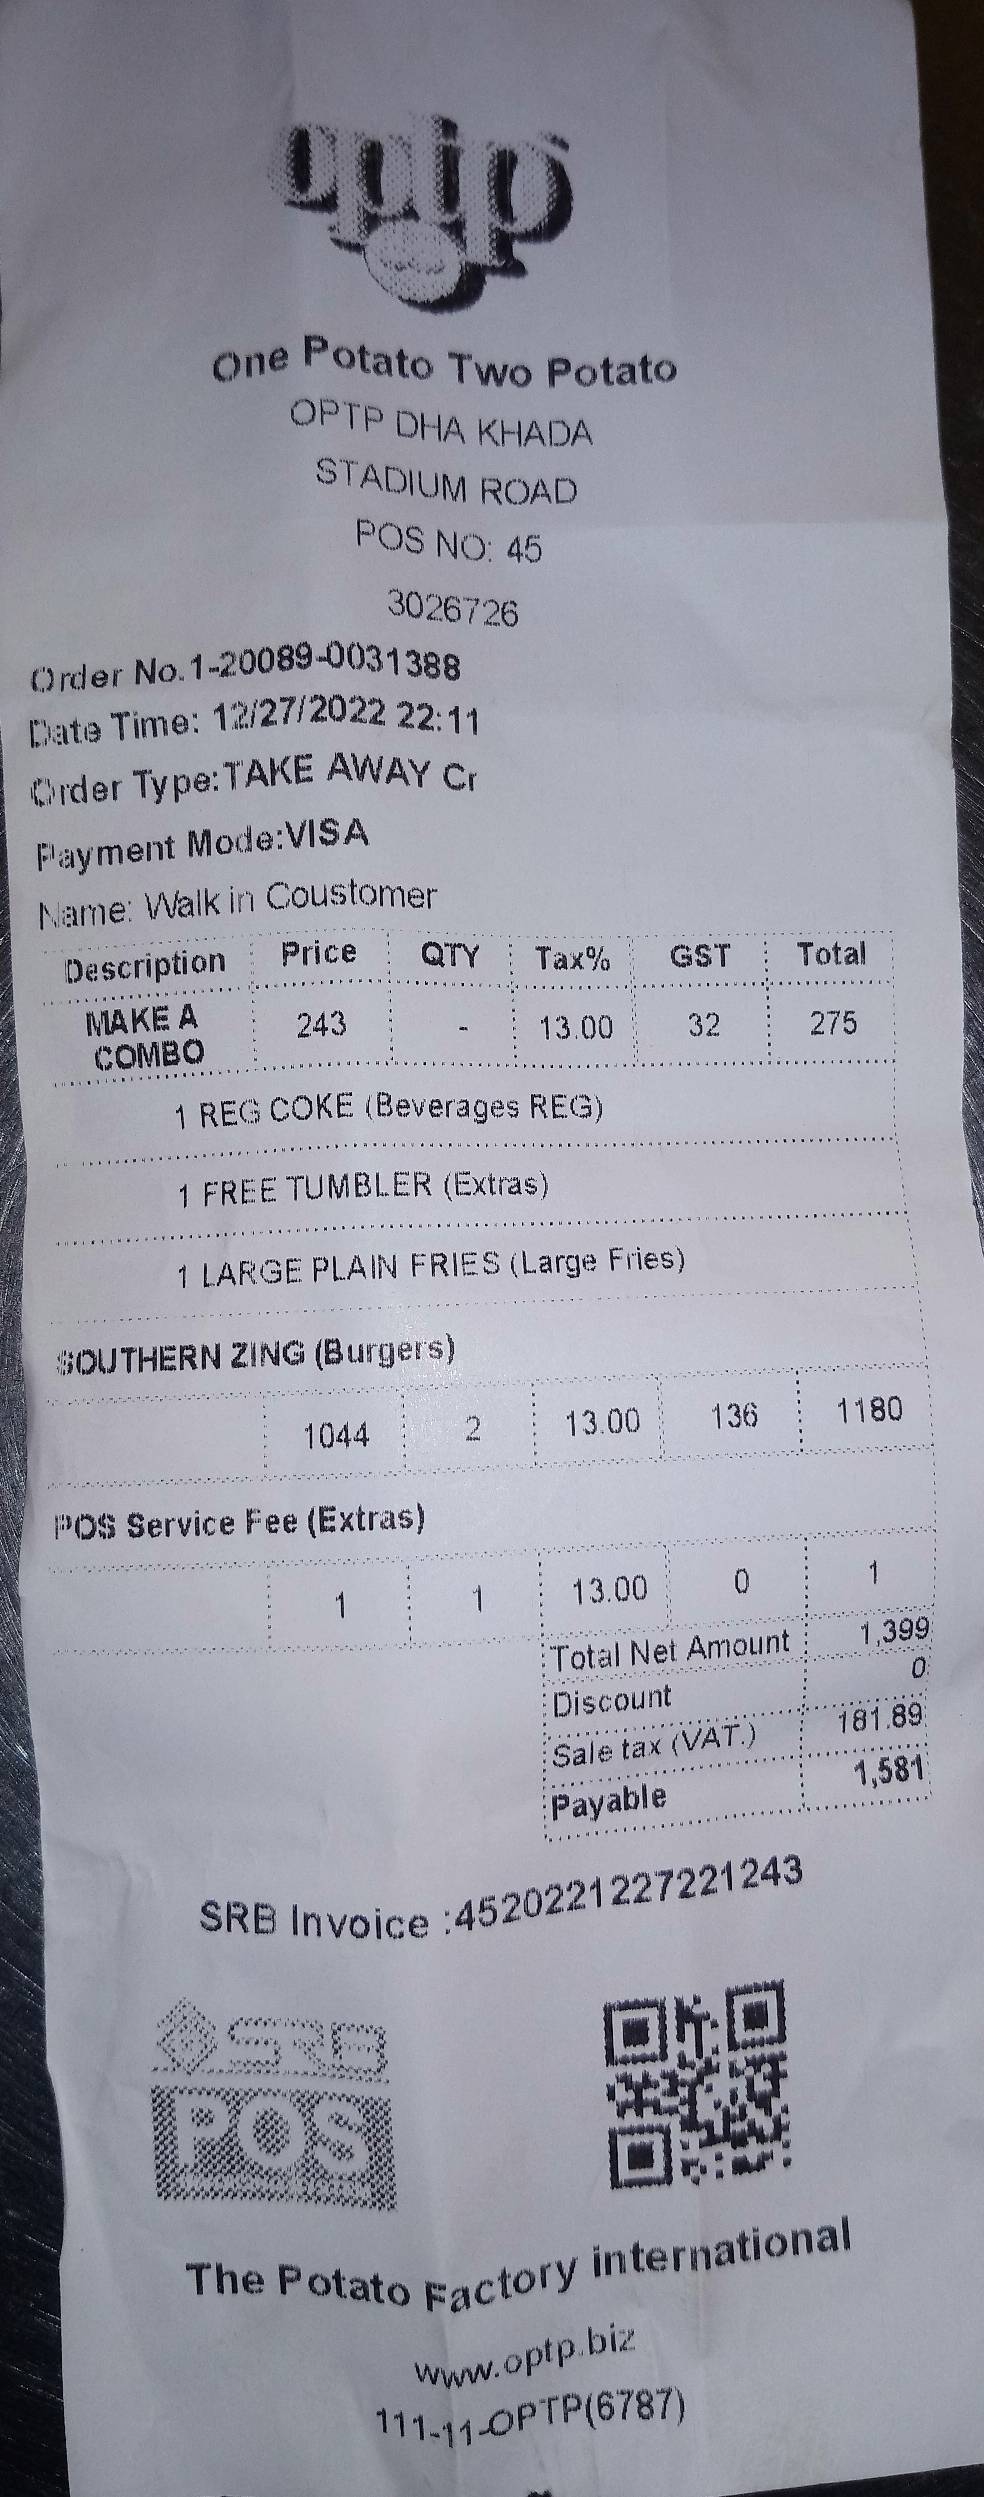 optp
One Potato Two Potato
OPTP DHA KHADA
STADIUM ROAD
POS NO: 45
3026726
Order No.1-20089-0031388
Date Time: 12/27/2022 22:11
Order Type:TAKE AWAY Cr
Payment Mode:VISA
Name: Walk in Coustomer
Description Price QTY Tax% GST Total
MAKE A COMBO 243 - 13.00 32 275
1 REG COKE (Beverages REG)
1 FREE TUMBLER (Extras)
1 LARGE PLAIN FRIES (Large Fries)
SOUTHERN ZING (Burgers)
1044 2 13.00 136 1180
POS Service Fee (Extras)
1 1 13.00 0 1
Total Net Amount 1,399
Discount 0
Sale tax (VAT.) 181.89
Payable 1,581
SRB Invoice :4520221227221243
SRB
POS
The Potato Factory international
www.optp.biz
111-11-OPTP(6787)